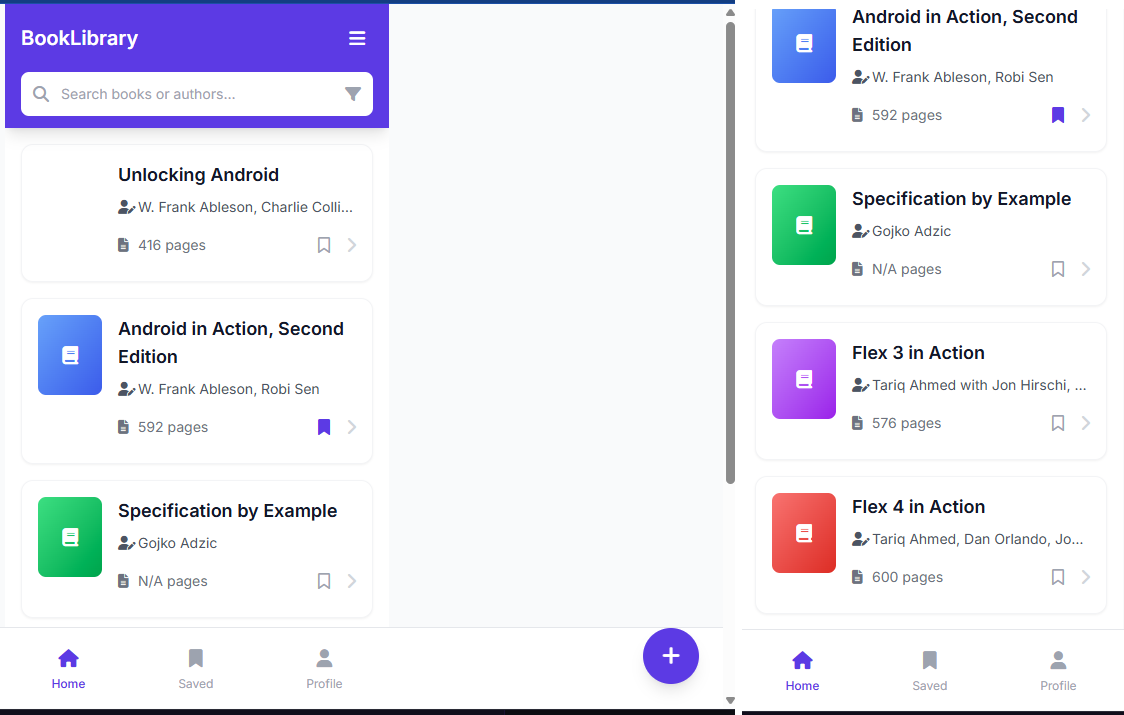 BookLibrary
Search books or authors...
Unlocking Android
W. Frank Ableson, Charlie Colli...
416 pages
Android in Action, Second
Edition
W. Frank Ableson, Robi Sen
592 pages
Specification by Example
Gojko Adzic
N/A pages
Home
Saved
Profile
Android in Action, Second
Edition
W. Frank Ableson, Robi Sen
592 pages
Specification by Example
Gojko Adzic
N/A pages
Flex 3 in Action
Tariq Ahmed with Jon Hirschi, ...
576 pages
Flex 4 in Action
Tariq Ahmed, Dan Orlando, Jo...
600 pages
Home
Saved
Profile